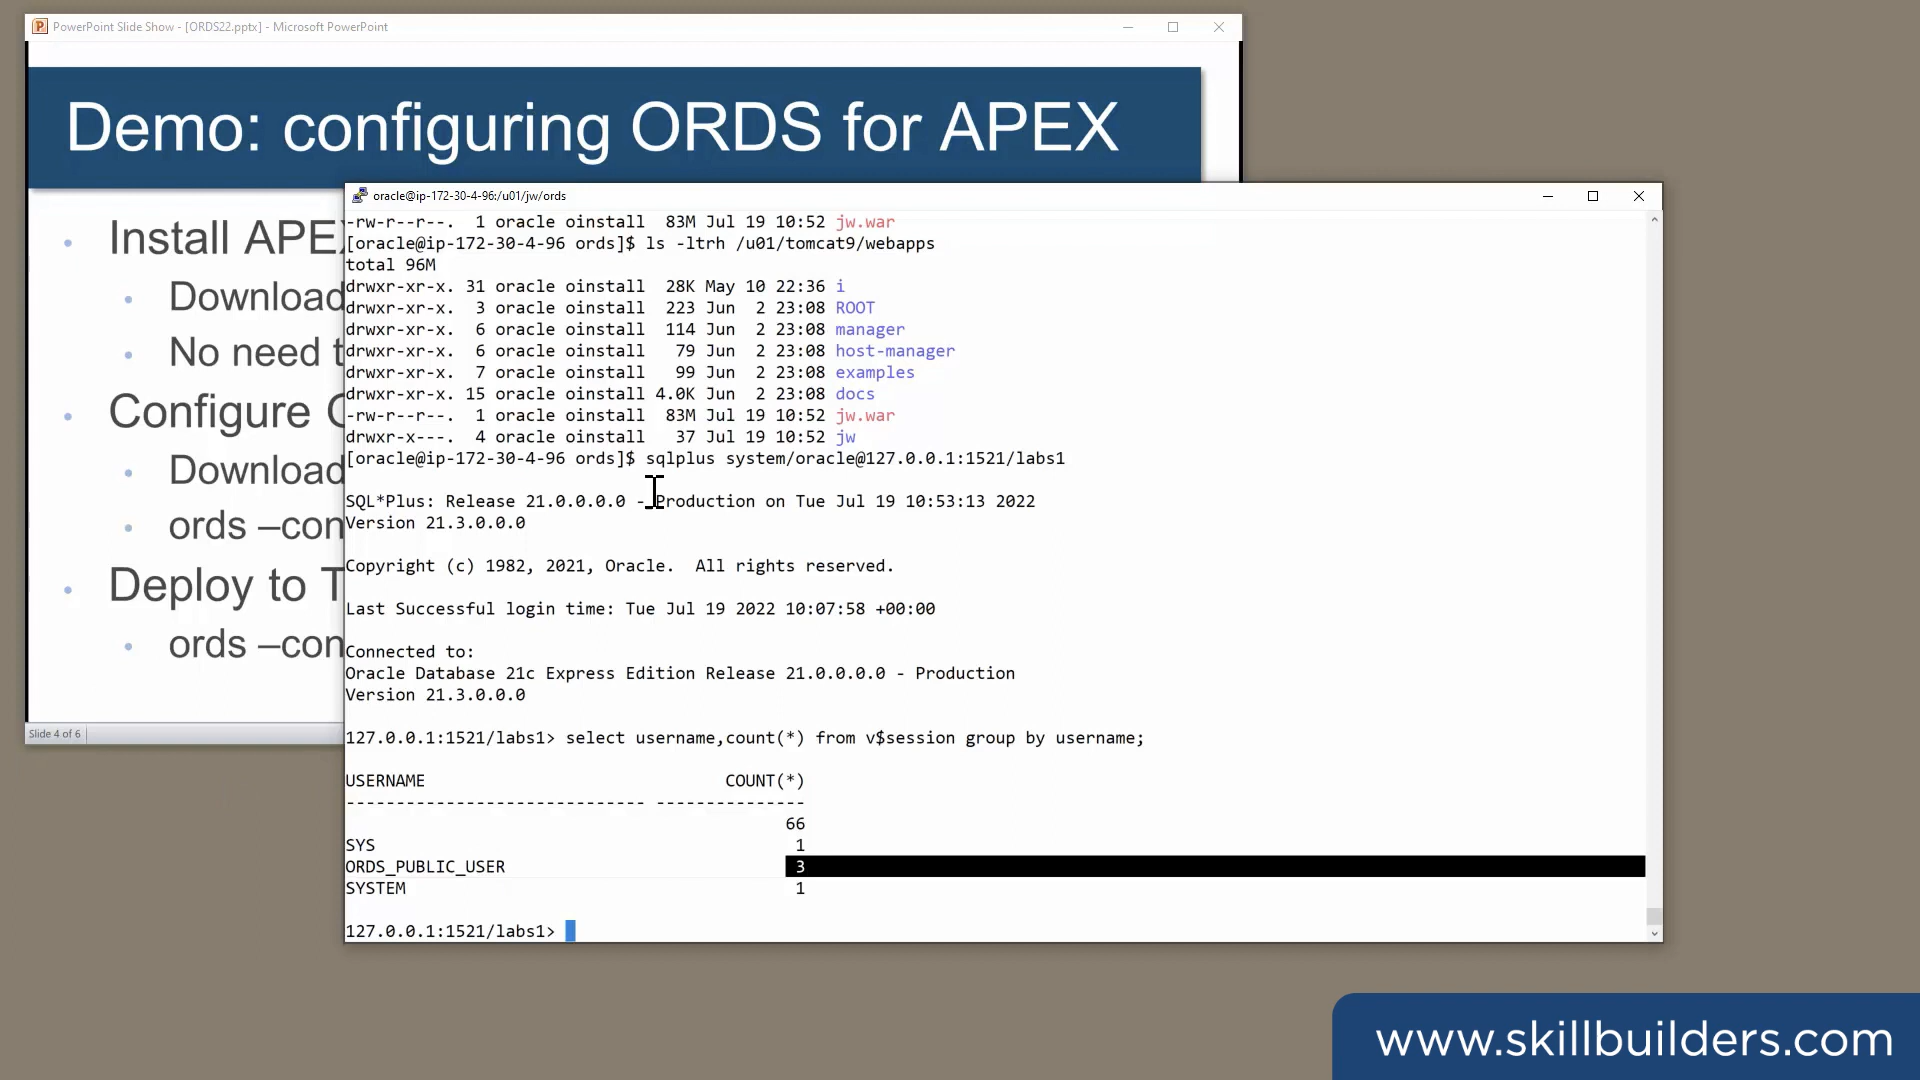 PowerPoint Slide Show - [ORDS22.pptx] - Microsoft PowerPoint
Demo: configuring ORDS for APEX
Install APEX
Download
No need t
Configure
Download
ords –con
Deploy to T
ords –con
Slide 4 of 6
oracle@ip-172-30-4-96:/u01/jw/ords
-rw-r--r--. 1 oracle oinstall 83M Jul 19 10:52 jw.war
[oracle@ip-172-30-4-96 ords]$ ls -ltrh /u01/tomcat9/webapps
total 96M
drwxr-xr-x. 31 oracle oinstall 28K May 10 22:36 i
drwxr-xr-x. 3 oracle oinstall 223 Jun 2 23:08 ROOT
drwxr-xr-x. 6 oracle oinstall 114 Jun 2 23:08 manager
drwxr-xr-x. 6 oracle oinstall 79 Jun 2 23:08 host-manager
drwxr-xr-x. 7 oracle oinstall 99 Jun 2 23:08 examples
drwxr-xr-x. 15 oracle oinstall 4.0K Jun 2 23:08 docs
-rw-r--r--. 1 oracle oinstall 83M Jul 19 10:52 jw.war
drwxr-x---. 4 oracle oinstall 37 Jul 19 10:52 jw
[oracle@ip-172-30-4-96 ords]$ sqlplus system/oracle@127.0.0.1:1521/labs1
SQL*Plus: Release 21.0.0.0.0 - Production on Tue Jul 19 10:53:13 2022
Version 21.3.0.0.0
Copyright (c) 1982, 2021, Oracle. All rights reserved.
Last Successful login time: Tue Jul 19 2022 10:07:58 +00:00
Connected to:
Oracle Database 21c Express Edition Release 21.0.0.0.0 - Production
Version 21.3.0.0.0
127.0.0.1:1521/labs1> select username,count(*) from v$session group by username;
USERNAME COUNT(*)
------------------------------ ---------------
66
SYS 1
ORDS_PUBLIC_USER 3
SYSTEM 1
127.0.0.1:1521/labs1>
www.skillbuilders.com